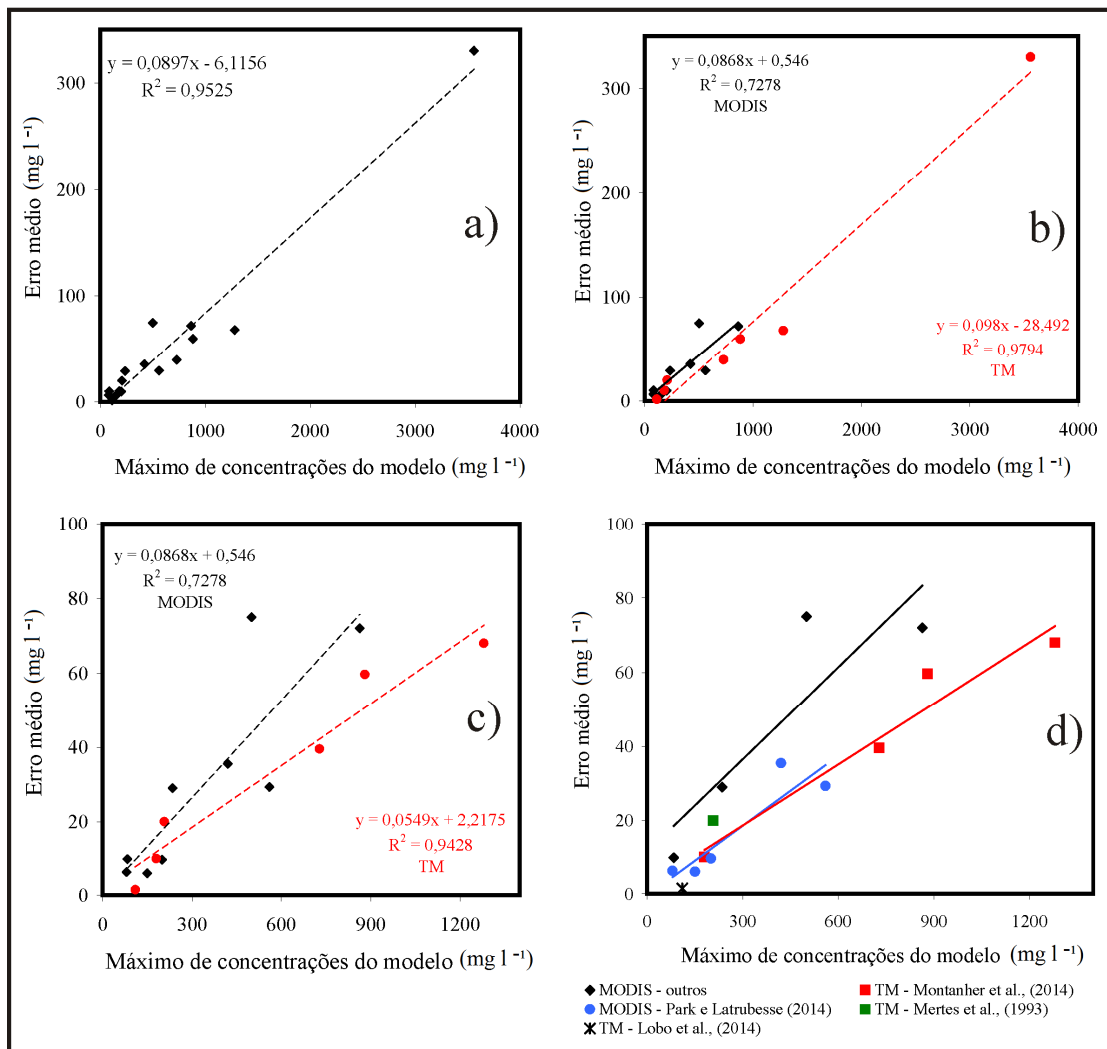 y = 0,0897x - 6,1156
R² = 0,9525
300
200
100
0
0 1000 2000 3000 4000
Erro médio (mg l ⁻¹)
Máximo de concentrações do modelo (mg l ⁻¹)
a)
y = 0,0868x + 0,546
R² = 0,7278
MODIS
300
200
100
0
0 1000 2000 3000 4000
Erro médio (mg l ⁻¹)
Máximo de concentrações do modelo (mg l ⁻¹)
b)
y = 0,098x - 28,492
R² = 0,9794
TM
100
80
60
40
20
0
0 300 600 900 1200
Erro médio (mg l ⁻¹)
Máximo de concentrações do modelo (mg l ⁻¹)
y = 0,0868x + 0,546
R² = 0,7278
MODIS
c)
y = 0,0549x + 2,2175
R² = 0,9428
TM
100
80
60
40
20
0
0 300 600 900 1200
Erro médio (mg l ⁻¹)
Máximo de concentrações do modelo (mg l ⁻¹)
d)
MODIS - outros
TM - Montanher et al., (2014)
MODIS - Park e Latrubesse (2014)
TM - Mertes et al., (1993)
TM - Lobo et al., (2014)